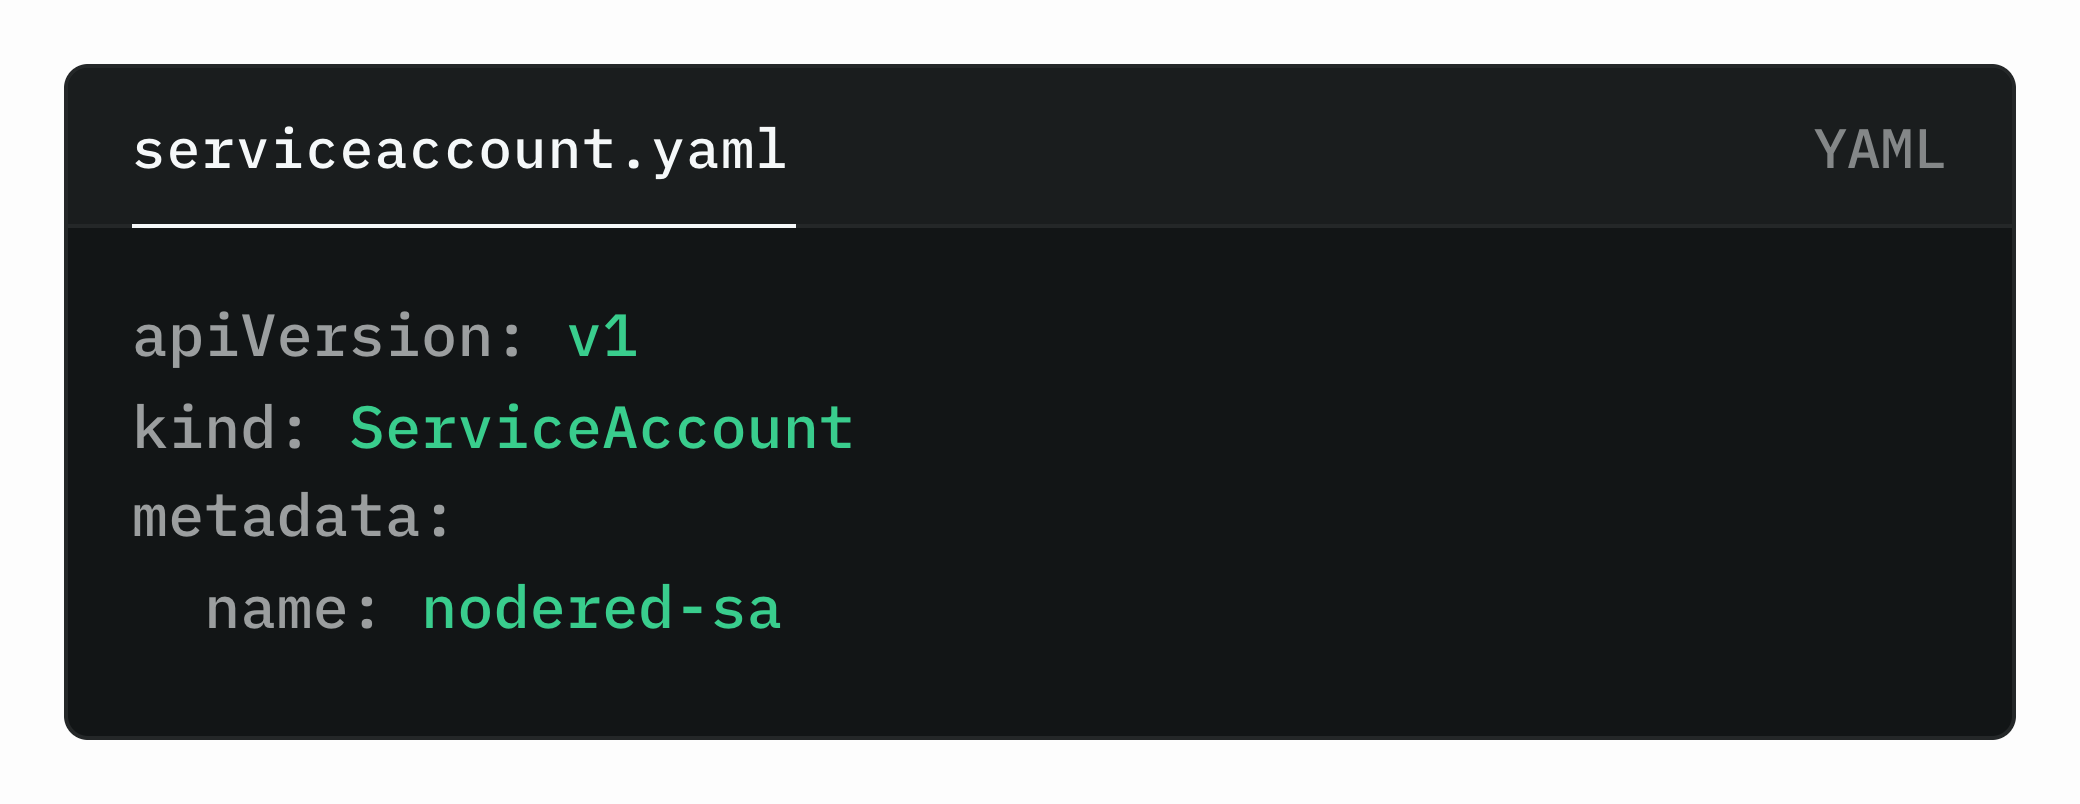 serviceaccount.yaml
YAML
apiVersion: v1
kind: ServiceAccount
metadata:
  name: nodered-sa